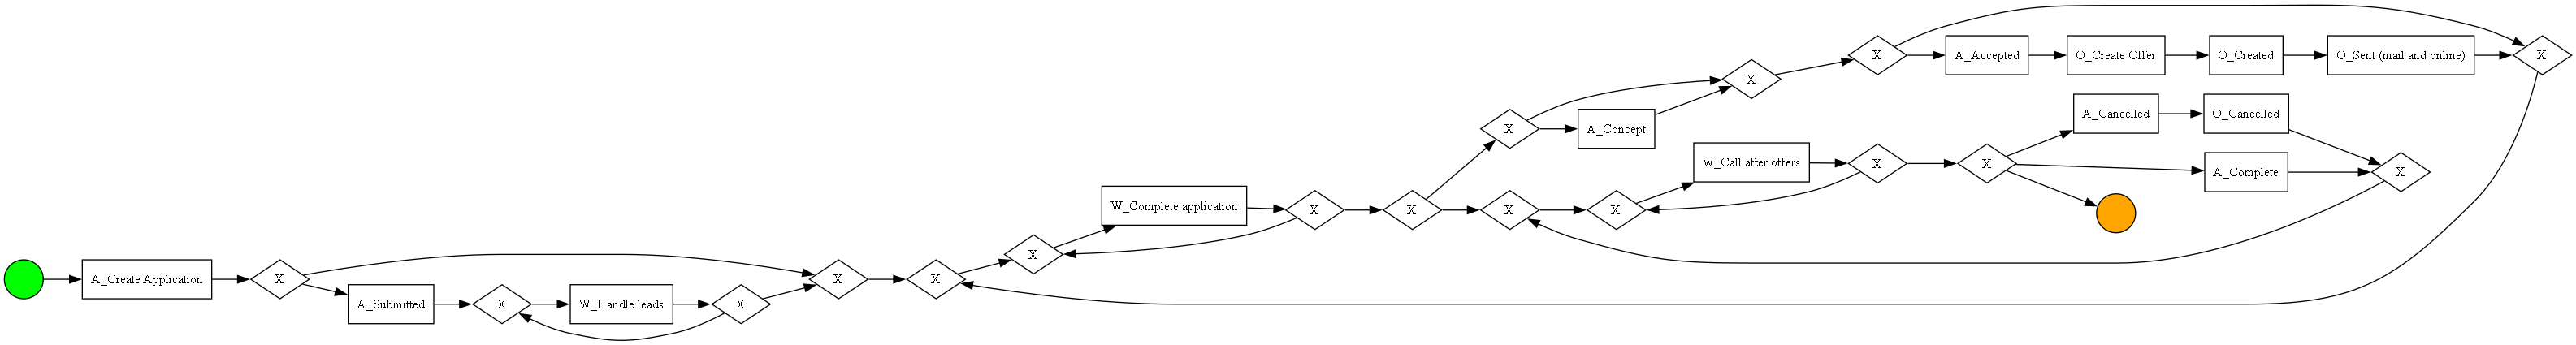 A_Create Application
X
A_Submitted
X
W_Handle leads
X
X
X
X
W_Complete application
X
X
X
A_Concept
X
X
A_Accepted
O_Create Offer
O_Created
O_Sent (mail and online)
X
X
X
W_Call after offers
X
X
A_Cancelled
O_Cancelled
A_Complete
X